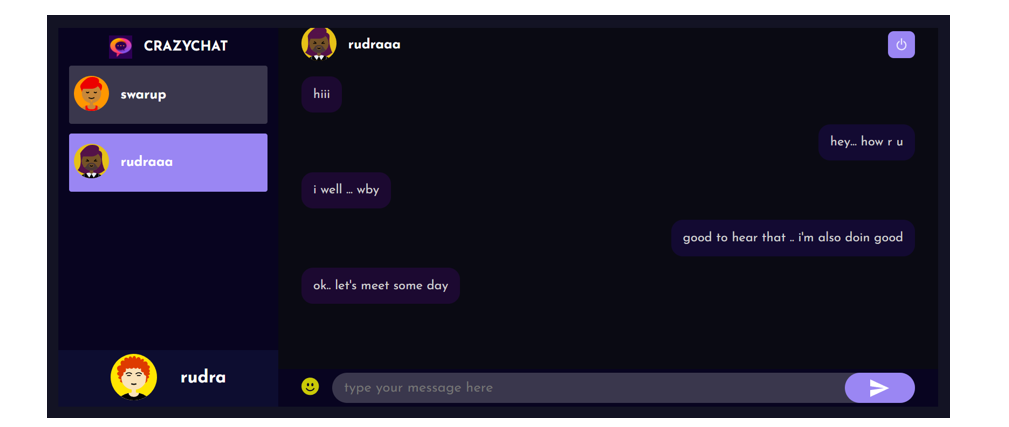 CRAZYCHAT
swarup
rudraaa
rudra
rudraaa
hiii
hey... how r u
i well ... wby
good to hear that .. i'm also doin good
ok.. let's meet some day
type your message here